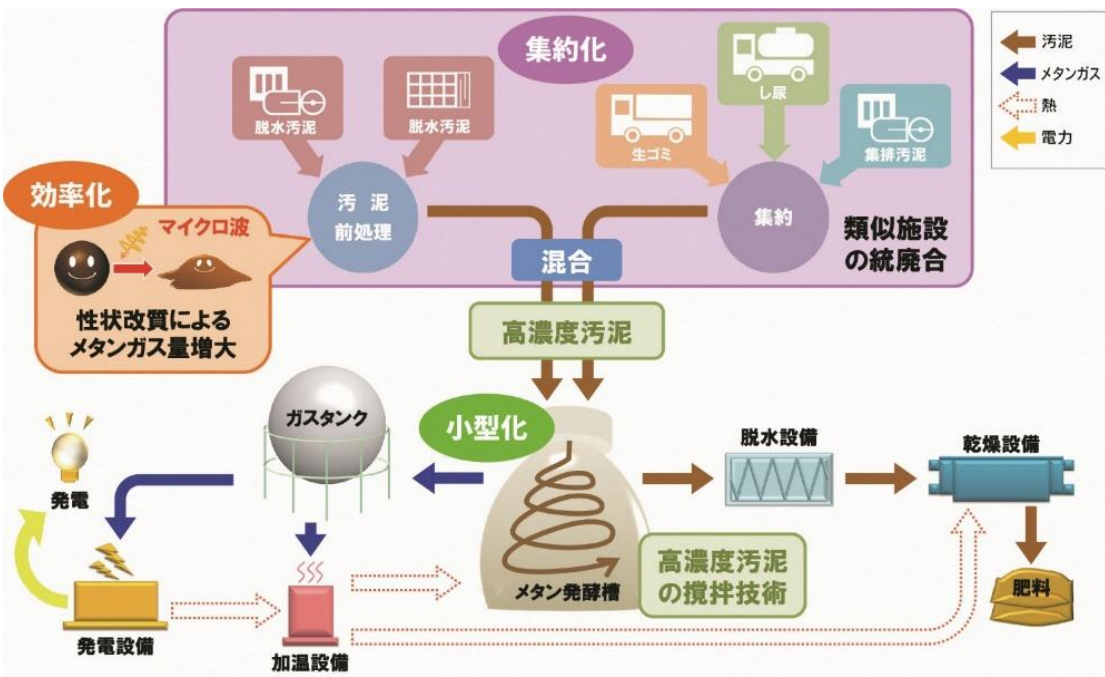 集約化
汚泥
メタンガス
熱
電力
脱水汚泥
脱水汚泥
生ゴミ
し尿
集排汚泥
効率化
マイクロ波
性状改質による
メタンガス量増大
汚 泥
前処理
集約
類似施設
の統廃合
混合
高濃度汚泥
ガスタンク
小型化
脱水設備
乾燥設備
発電
メタン発酵槽
高濃度汚泥
の撹拌技術
肥料
発電設備
加温設備